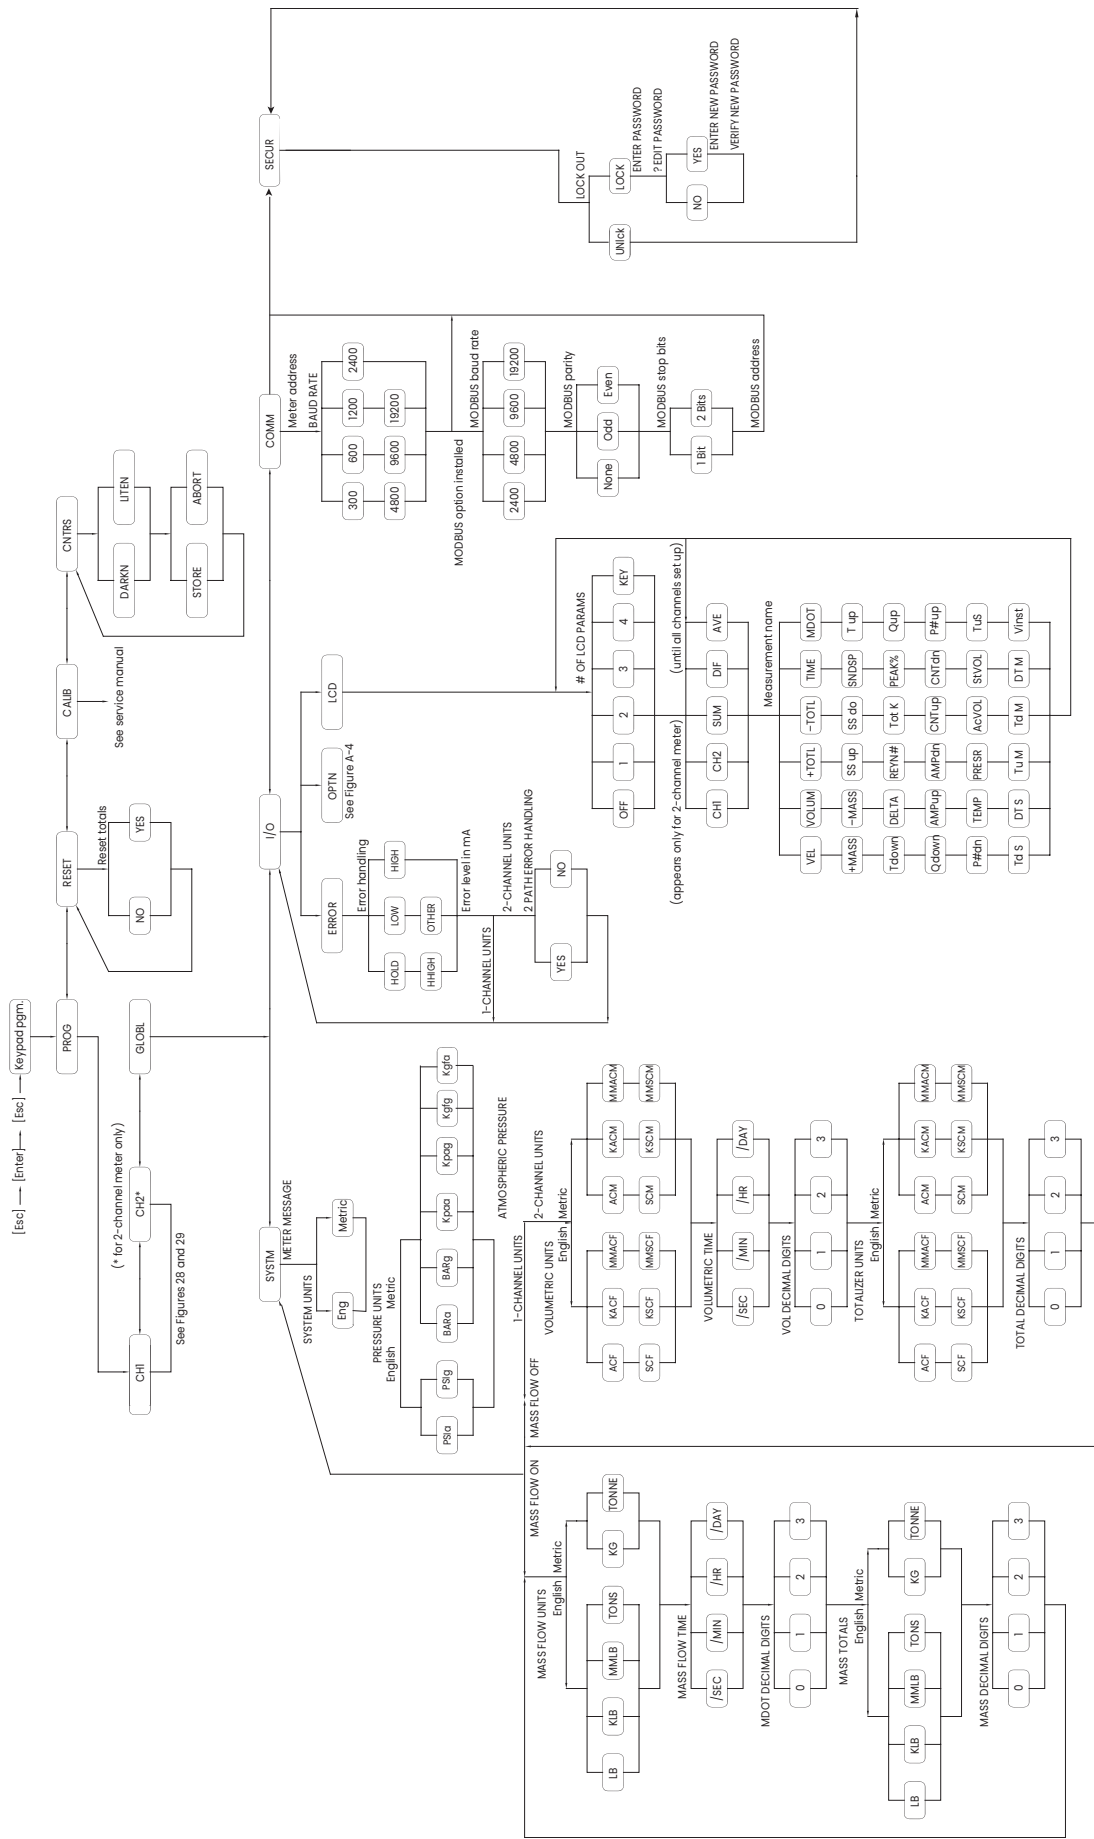 [Esc] [Enter] [Esc] Keypad pgm.
PROG RESET CALIB CNTRS
Reset totals
NO YES
See service manual
DARKN LITEN
STORE ABORT
(* for 2-channel meter only)
CH1 CH2* GLOBL
See Figures 28 and 29
SYSTM I/O COMM SECUR
METER MESSAGE
SYSTEM UNITS
Eng Metric
PRESSURE UNITS
English Metric
PSIa PSIg BARa BARg Kpaa Kpag Kgfg Kgfa
ATMOSPHERIC PRESSURE
MASS FLOW ON MASS FLOW OFF
1-CHANNEL UNITS 2-CHANNEL UNITS
MASS FLOW UNITS
English Metric
LB KLB MMLB TONS KG TONNE
MASS FLOW TIME
/SEC /MIN /HR /DAY
MDOT DECIMAL DIGITS
0 1 2 3
MASS TOTALS
English Metric
LB KLB MMLB TONS KG TONNE
MASS DECIMAL DIGITS
0 1 2 3
VOLUMETRIC UNITS
English Metric
ACF KACF MMACF ACM KACM MMACM
SCF KSCF MMSCF SCM KSCM MMSCM
VOLUMETRIC TIME
/SEC /MIN /HR /DAY
VOL DECIMAL DIGITS
0 1 2 3
TOTALIZER UNITS
English Metric
ACF KACF MMACF ACM KACM MMACM
SCF KSCF MMSCF SCM KSCM MMSCM
TOTAL DECIMAL DIGITS
0 1 2 3
ERROR OPTN LCD
See Figure A-4
Error handling
HOLD LOW HIGH
HHIGH OTHER
Error level in mA
1-CHANNEL UNITS 2-CHANNEL UNITS
2 PATH ERROR HANDLING
YES NO
# OF LCD PARAMS
OFF 1 2 3 4 KEY
(appears only for 2-channel meter) (until all channels set up)
CH1 CH2 SUM DIF AVE
Measurement name
VEL VOLUM +TOTL -TOTL TIME MDOT
+MASS -MASS SS up SS do SNDSP T up
Tdown DELTA REYN# Tot K PEAK% Qup
Qdown AMPup AMPdn CNTup CNTdn P#up
P#dn TEMP PRESR AcVOL StVOL TuS
Td S DT S Tu M Td M DT M Vinst
Meter address
BAUD RATE
300 600 1200 2400
4800 9600 19200
MODBUS option installed
MODBUS baud rate
2400 4800 9600 19200
MODBUS parity
None Odd Even
MODBUS stop bits
1 Bit 2 Bits
MODBUS address
LOCK OUT
UNlck LOCK
ENTER PASSWORD
? EDIT PASSWORD
NO YES
ENTER NEW PASSWORD
VERIFY NEW PASSWORD